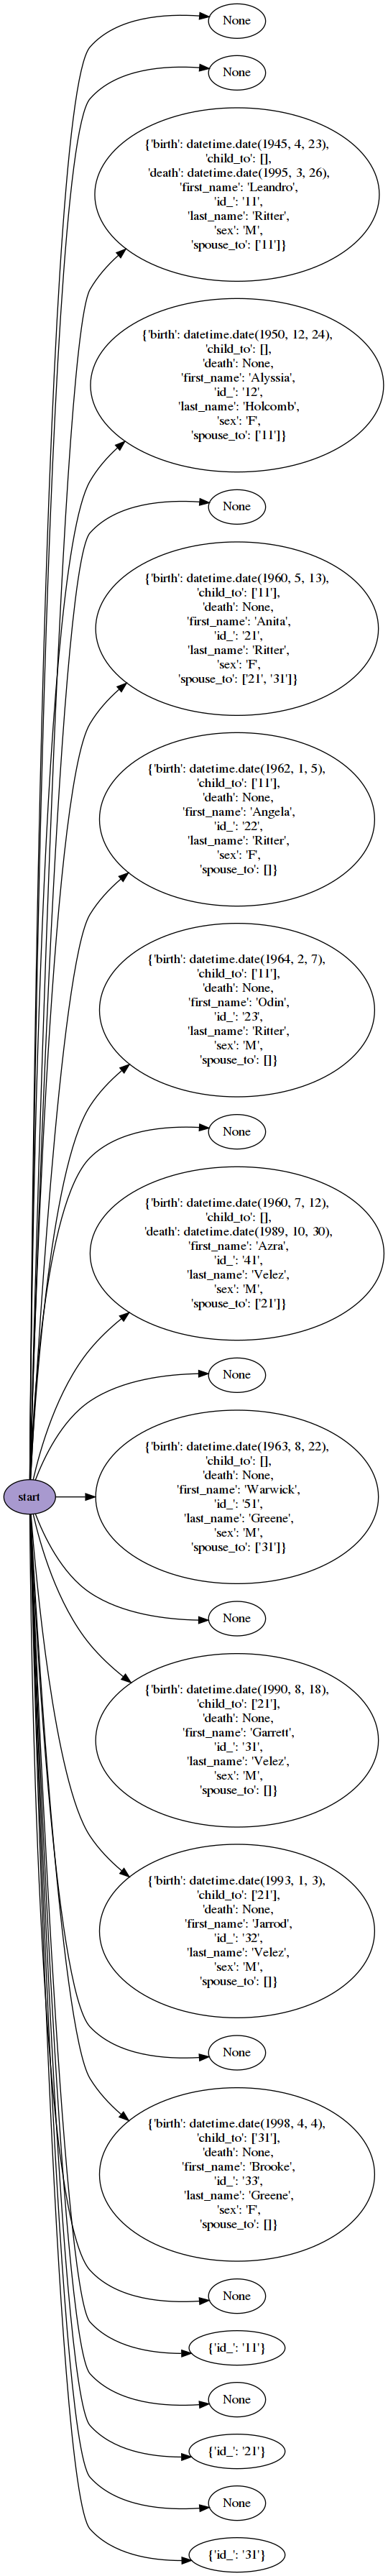 None
None
{'birth': datetime.date(1945, 4, 23),
'child_to': [],
'death': datetime.date(1995, 3, 26),
'first_name': 'Leandro',
'id_': '11',
'last_name': 'Ritter',
'sex': 'M',
'spouse_to': ['11']}
{'birth': datetime.date(1950, 12, 24),
'child_to': [],
'death': None,
'first_name': 'Alyssia',
'id_': '12',
'last_name': 'Holcomb',
'sex': 'F',
'spouse_to': ['11']}
None
{'birth': datetime.date(1960, 5, 13),
'child_to': ['11'],
'death': None,
'first_name': 'Anita',
'id_': '21',
'last_name': 'Ritter',
'sex': 'F',
'spouse_to': ['21', '31']}
{'birth': datetime.date(1962, 1, 5),
'child_to': ['11'],
'death': None,
'first_name': 'Angela',
'id_': '22',
'last_name': 'Ritter',
'sex': 'F',
'spouse_to': []}
{'birth': datetime.date(1964, 2, 7),
'child_to': ['11'],
'death': None,
'first_name': 'Odin',
'id_': '23',
'last_name': 'Ritter',
'sex': 'M',
'spouse_to': []}
None
{'birth': datetime.date(1960, 7, 12),
'child_to': [],
'death': datetime.date(1989, 10, 30),
'first_name': 'Azra',
'id_': '41',
'last_name': 'Velez',
'sex': 'M',
'spouse_to': ['21']}
None
start
{'birth': datetime.date(1963, 8, 22),
'child_to': [],
'death': None,
'first_name': 'Warwick',
'id_': '51',
'last_name': 'Greene',
'sex': 'M',
'spouse_to': ['31']}
None
{'birth': datetime.date(1990, 8, 18),
'child_to': ['21'],
'death': None,
'first_name': 'Garrett',
'id_': '31',
'last_name': 'Velez',
'sex': 'M',
'spouse_to': []}
{'birth': datetime.date(1993, 1, 3),
'child_to': ['21'],
'death': None,
'first_name': 'Jarrod',
'id_': '32',
'last_name': 'Velez',
'sex': 'M',
'spouse_to': []}
None
{'birth': datetime.date(1998, 4, 4),
'child_to': ['31'],
'death': None,
'first_name': 'Brooke',
'id_': '33',
'last_name': 'Greene',
'sex': 'F',
'spouse_to': []}
None
{'id_': '11'}
None
{'id_': '21'}
None
{'id_': '31'}